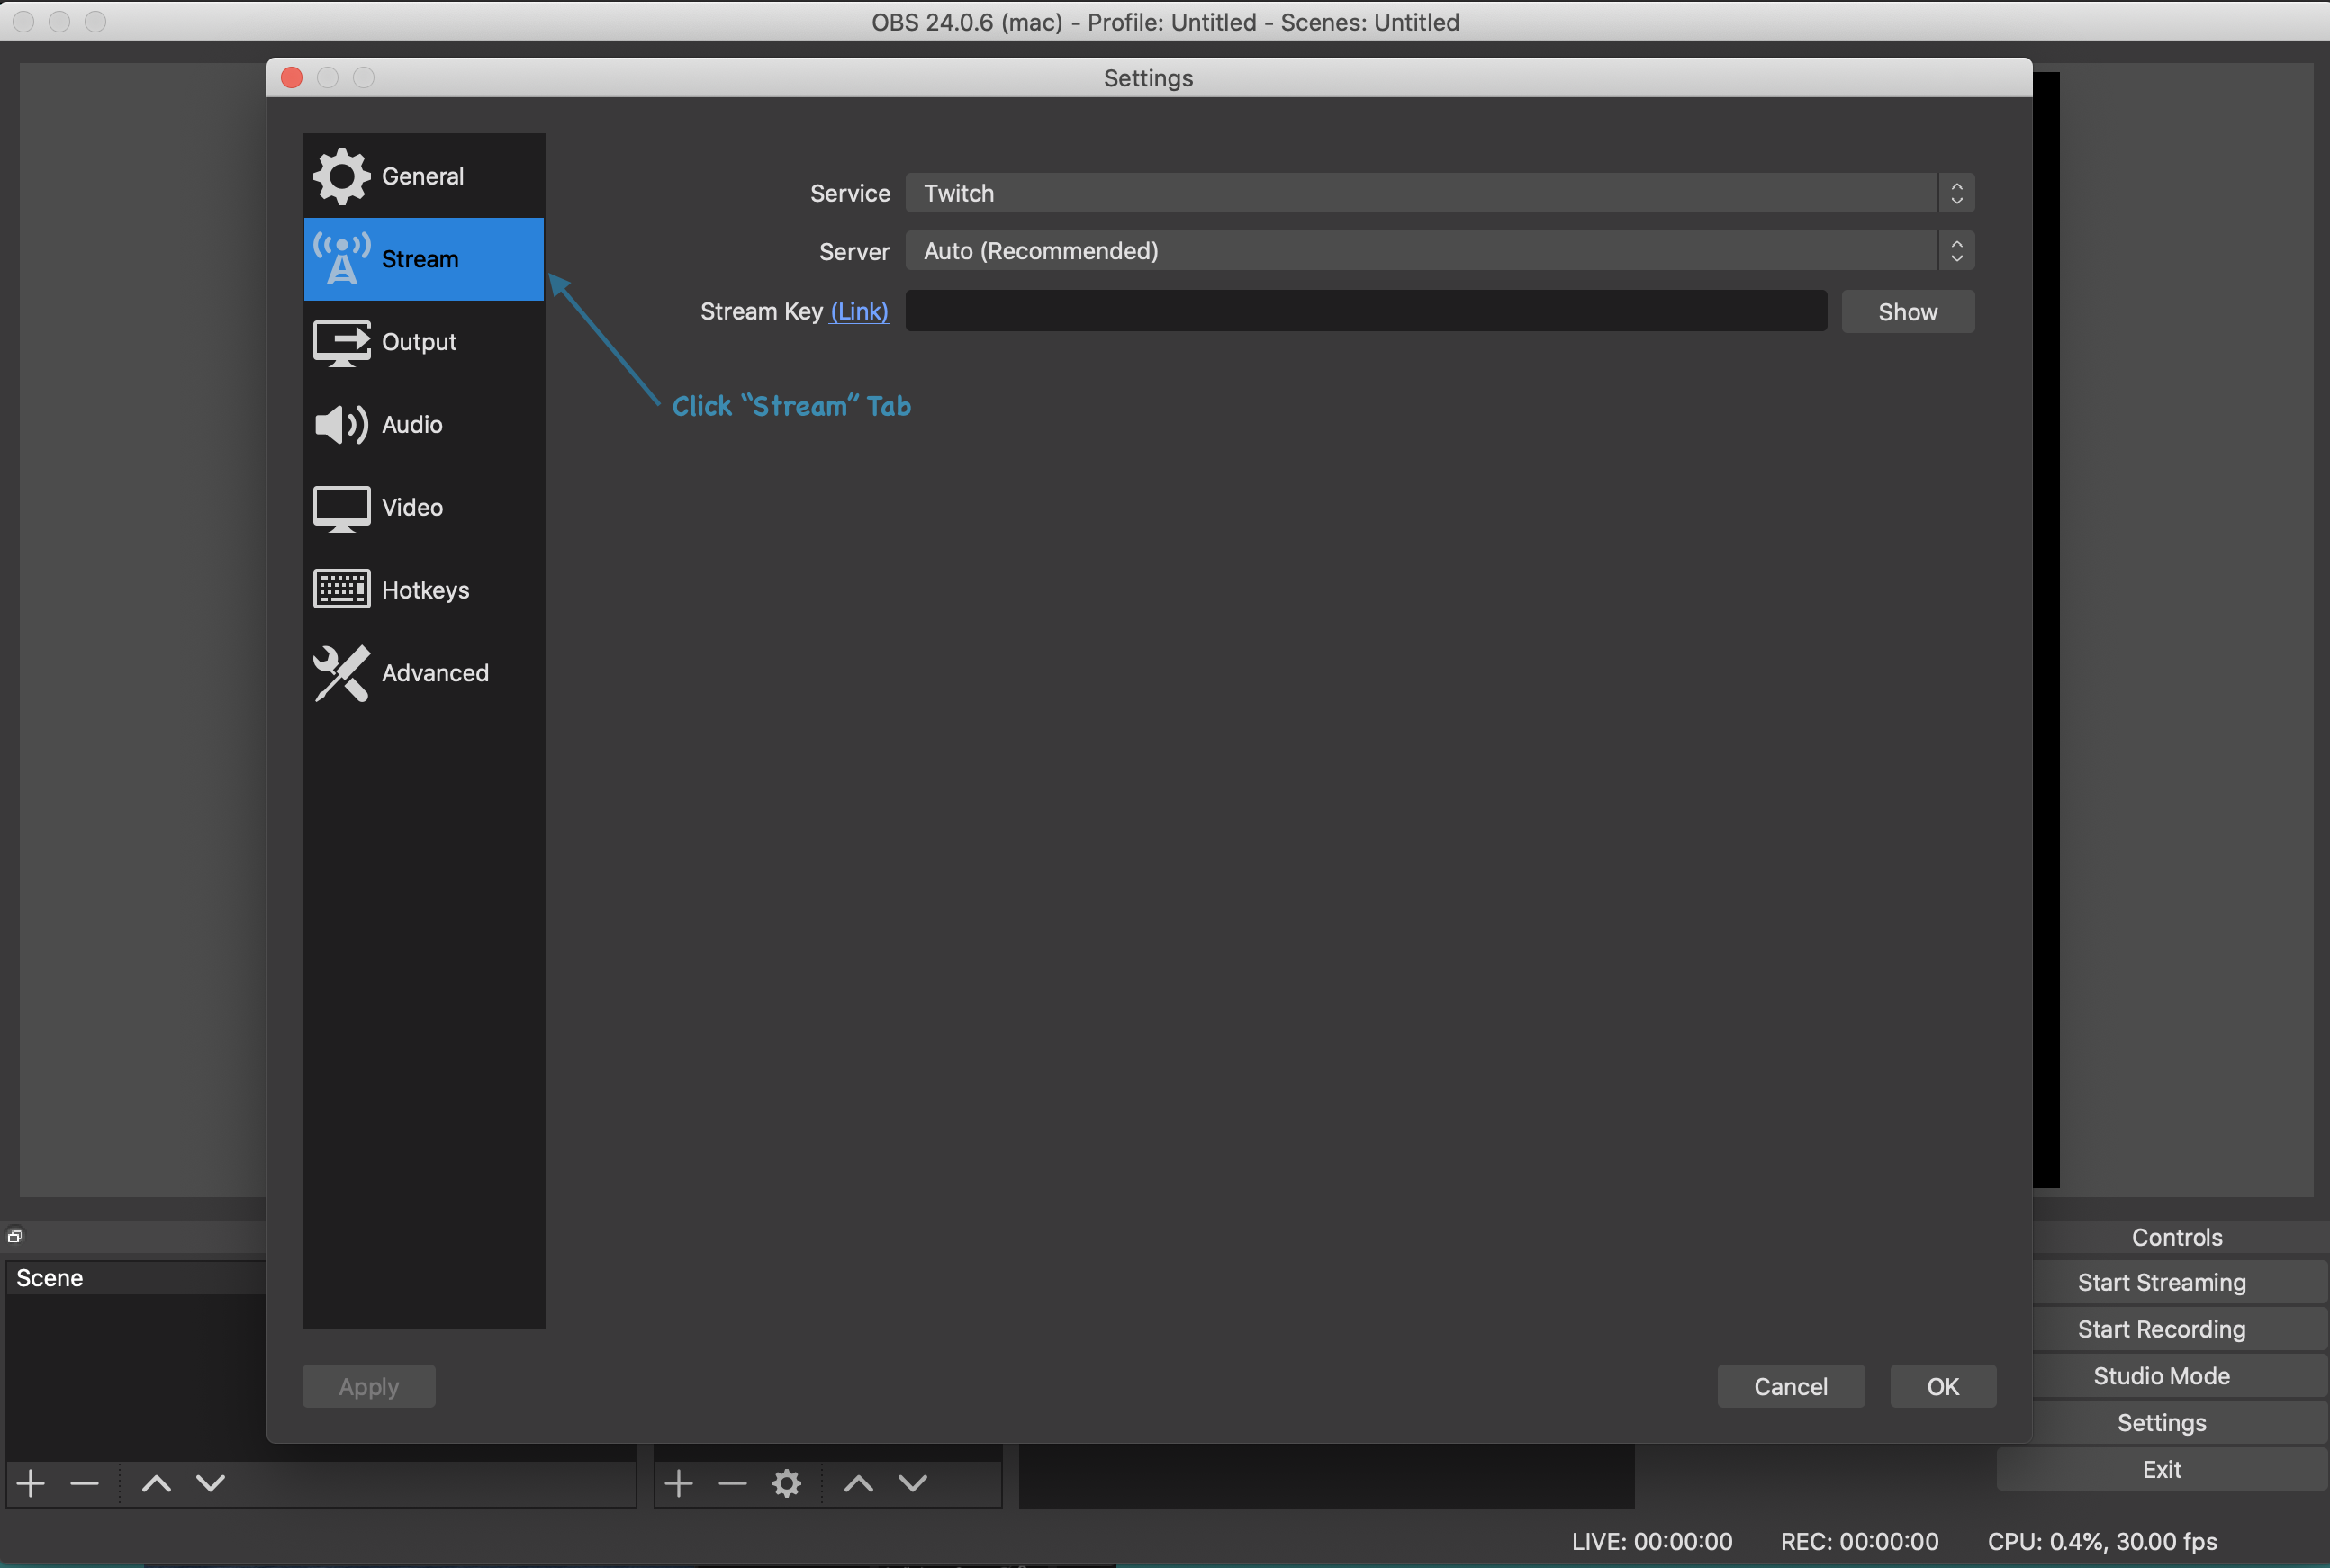 OBS 24.0.6 (mac) - Profile: Untitled - Scenes: Untitled
Settings
General
Stream
Output
Audio
Video
Hotkeys
Advanced
Service Twitch
Server Auto (Recommended)
Stream Key (Link) Show
Click “Stream” Tab
Apply
Cancel OK
Scene
Controls
Start Streaming
Start Recording
Studio Mode
Settings
Exit
LIVE: 00:00:00 REC: 00:00:00 CPU: 0.4%, 30.00 fps